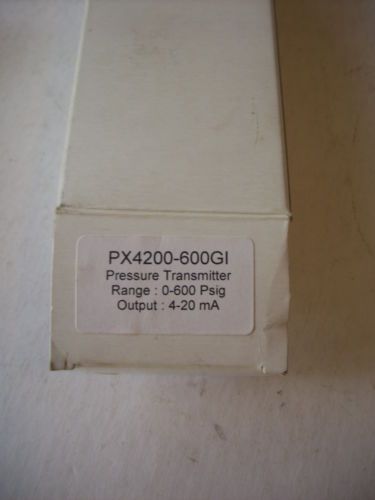 PX4200-600GI
Pressure Transmitter
Range : 0-600 Psig
Output : 4-20 mA